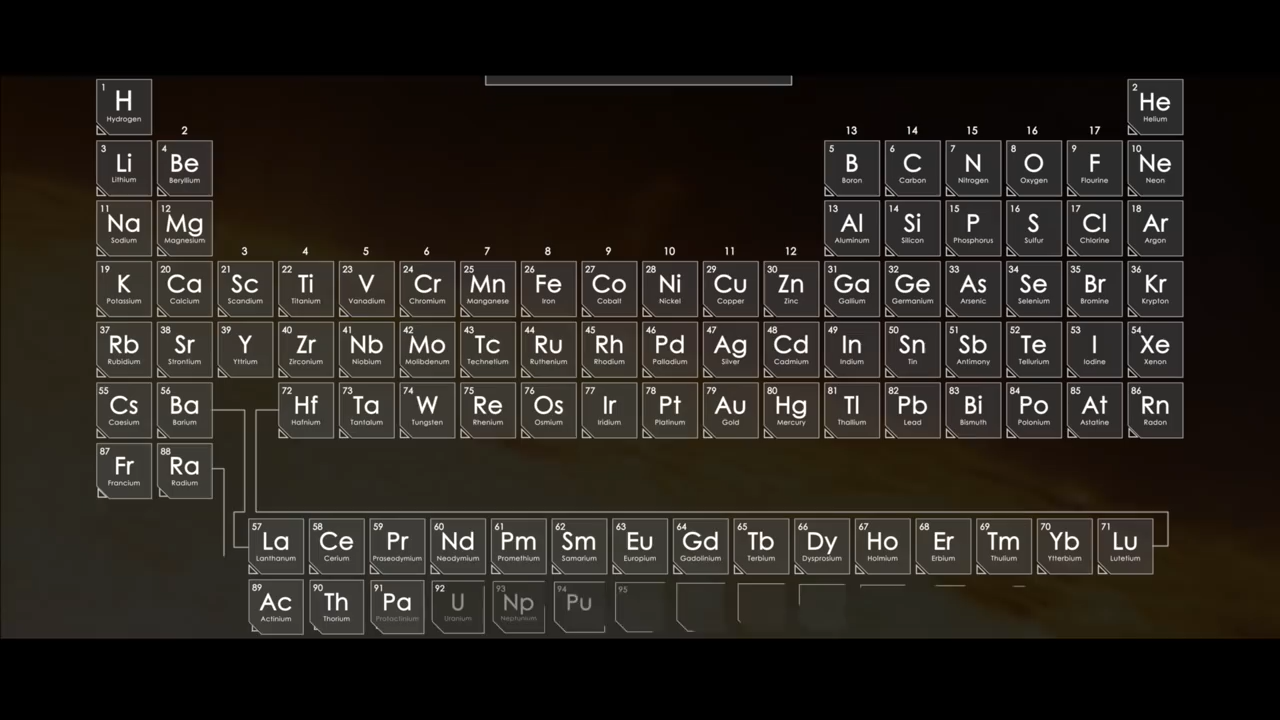 1 H Hydrogen
2 He Helium
2
13 14 15 16 17
3 Li Lithium
4 Be Beryllium
5 B Boron
6 C Carbon
7 N Nitrogen
8 O Oxygen
9 F Flourine
10 Ne Neon
11 Na Sodium
12 Mg Magnesium
13 Al Aluminum
14 Si Silicon
15 P Phosphorus
16 S Sulfur
17 Cl Chlorine
18 Ar Argon
3 4 5 6 7 8 9 10 11 12
19 K Potassium
20 Ca Calcium
21 Sc Scandium
22 Ti Titanium
23 V Vanadium
24 Cr Chromium
25 Mn Manganese
26 Fe Iron
27 Co Cobalt
28 Ni Nickel
29 Cu Copper
30 Zn Zinc
31 Ga Gallium
32 Ge Germanium
33 As Arsenic
34 Se Selenium
35 Br Bromine
36 Kr Krypton
37 Rb Rubidium
38 Sr Strontium
39 Y Yttrium
40 Zr Zirconium
41 Nb Niobium
42 Mo Molibdenum
43 Tc Technetium
44 Ru Ruthenium
45 Rh Rhodium
46 Pd Palladium
47 Ag Silver
48 Cd Cadmium
49 In Indium
50 Sn Tin
51 Sb Antimony
52 Te Tellurium
53 I Iodine
54 Xe Xenon
55 Cs Caesium
56 Ba Barium
72 Hf Hafnium
73 Ta Tantalum
74 W Tungsten
75 Re Rhenium
76 Os Osmium
77 Ir Iridium
78 Pt Platinum
79 Au Gold
80 Hg Mercury
81 Tl Thallium
82 Pb Lead
83 Bi Bismuth
84 Po Polonium
85 At Astatine
86 Rn Radon
87 Fr Francium
88 Ra Radium
57 La Lanthanum
58 Ce Cerium
59 Pr Praseodymium
60 Nd Neodymium
61 Pm Promethium
62 Sm Samarium
63 Eu Europium
64 Gd Gadolinium
65 Tb Terbium
66 Dy Dysprosium
67 Ho Holmium
68 Er Erbium
69 Tm Thulium
70 Yb Ytterbium
71 Lu Lutetium
89 Ac Actinium
90 Th Thorium
91 Pa Protactinium
92 U Uranium
93 Np Neptunium
94 Pu
95